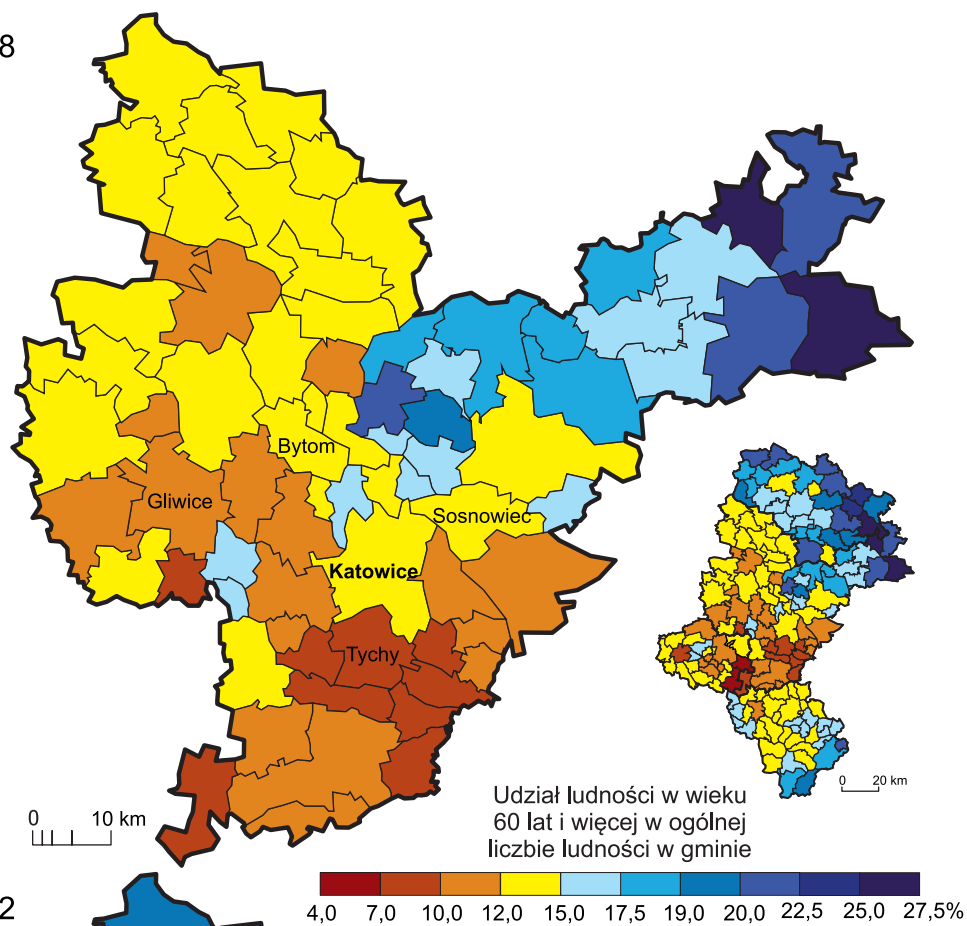 8
Bytom
Gliwice
Sosnowiec
Katowice
Tychy
0 20 km
0 10 km
Udział ludności w wieku
60 lat i więcej w ogólnej
liczbie ludności w gminie
4,0 7,0 10,0 12,0 15,0 17,5 19,0 20,0 22,5 25,0 27,5%
2